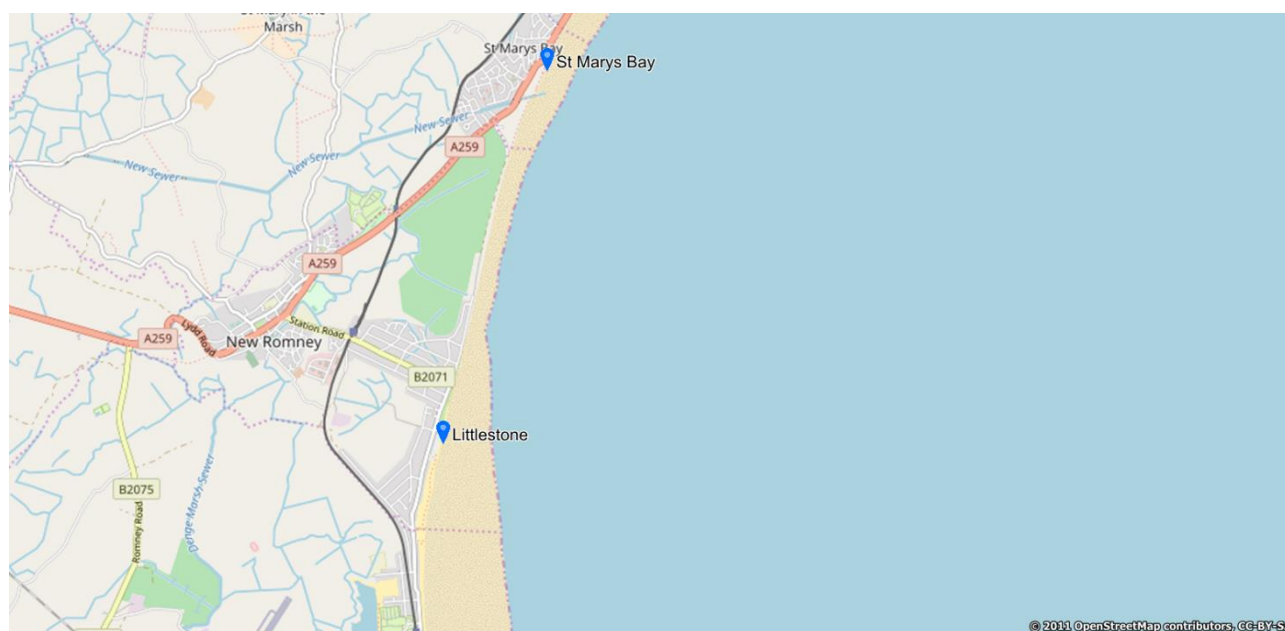 Marsh
St Marys Bay
St Marys Bay
New Sewer
A259
New Sewer
New Sewer
A259
A259
Lydd Road
Station Road
New Romney
B2071
Littlestone
B2075
Romney Road
Denge Marsh Sewer
© 2011 OpenStreetMap contributors, CC-BY-S